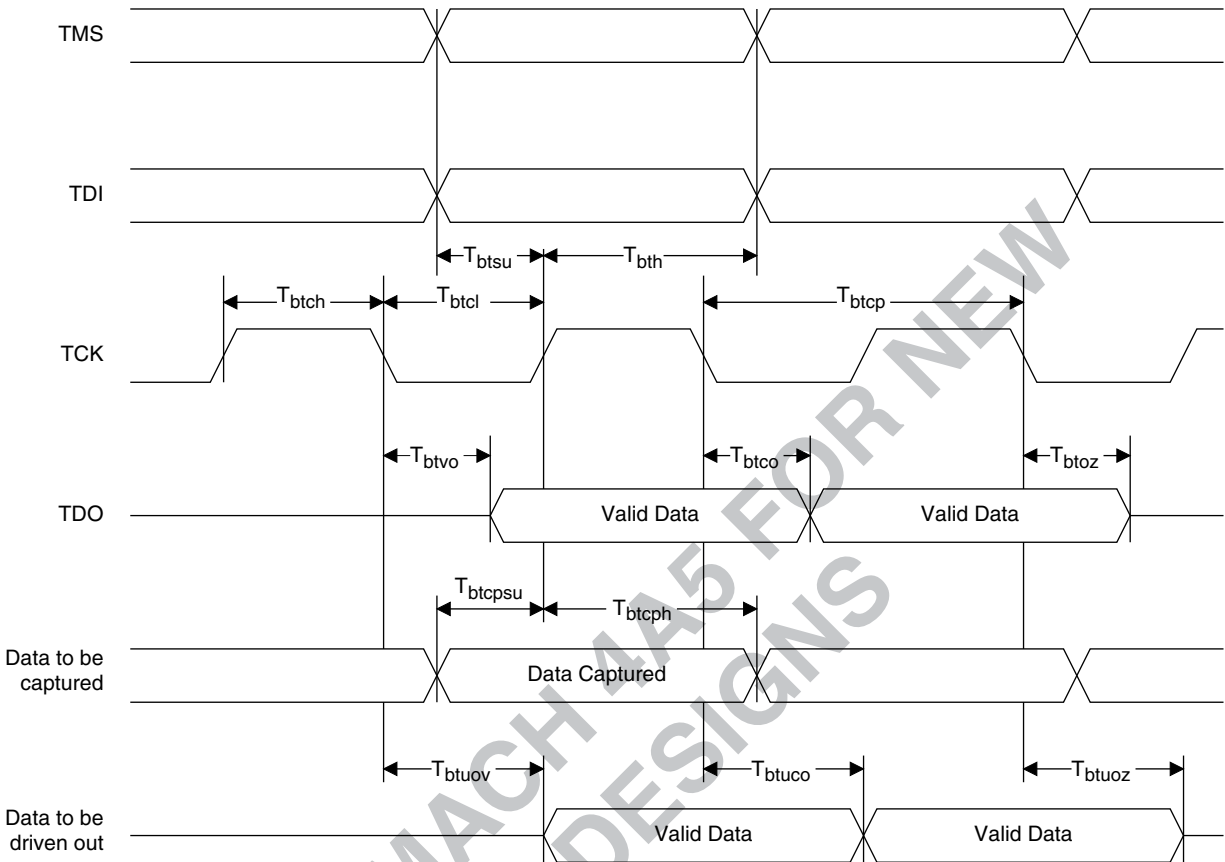 TMS
TDI
Tbtsu
Tbth
Tbtch
Tbtcl
Tbtcp
TCK
Tbtvo
Tbtco
Tbtoz
TDO
Valid Data
Valid Data
Tbtcpsu
Tbtcph
Data to be
captured
Data Captured
Tbtuov
Tbtuco
Tbtuoz
Data to be
driven out
Valid Data
Valid Data
MACH 4A5 FOR NEW
DESIGNS